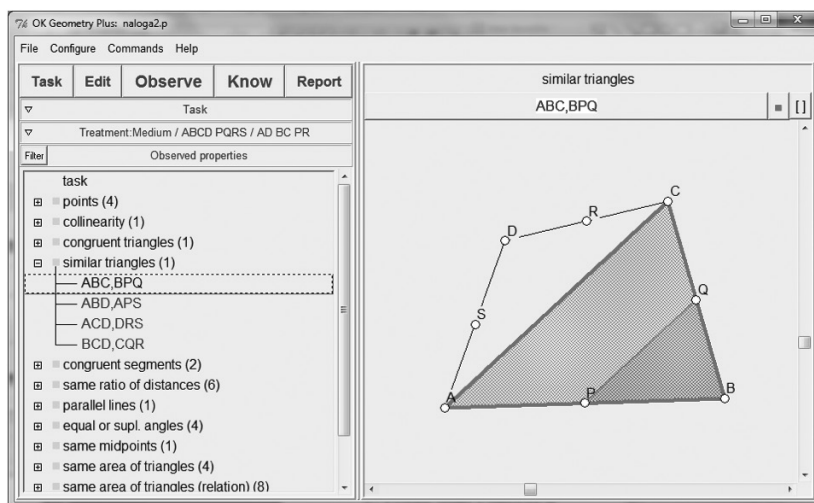 7% OK Geometry Plus: naloga2.p
File Configure Commands Help
Task Edit Observe Know Report
Task
Treatment:Medium / ABCD PQRS / AD BC PR
Filter Observed properties
task
points (4)
collinearity (1)
congruent triangles (1)
similar triangles (1)
ABC,BPQ
ABD,APS
ACD,DRS
BCD,CQR
congruent segments (2)
same ratio of distances (6)
parallel lines (1)
equal or supl. angles (4)
same midpoints (1)
same area of triangles (4)
same area of triangles (relation) (8)
similar triangles
ABC,BPQ
[ ]
C
R
D
Q
S
A
P
B